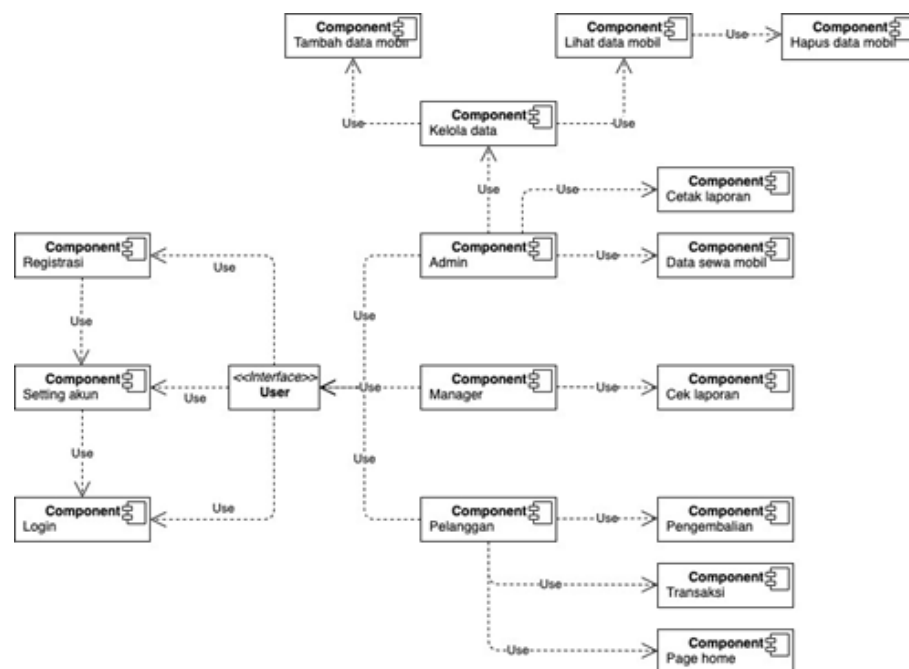 Component
Tambah data mobil
Component
Lihat data mobil
Use
Component
Hapus data mobil
Use
Component
Kelola data
Use
Use
Use
Component
Cetak laporan
Component
Registrasi
Use
Component
Admin
Use
Component
Data sewa mobil
Use
Use
Component
Setting akun
Use
<<Interface>>
User
Use
Component
Manager
Use
Component
Cek laporan
Use
Use
Component
Login
Use
Component
Pelanggan
Use
Component
Pengembalian
Use
Component
Transaksi
Use
Component
Page home